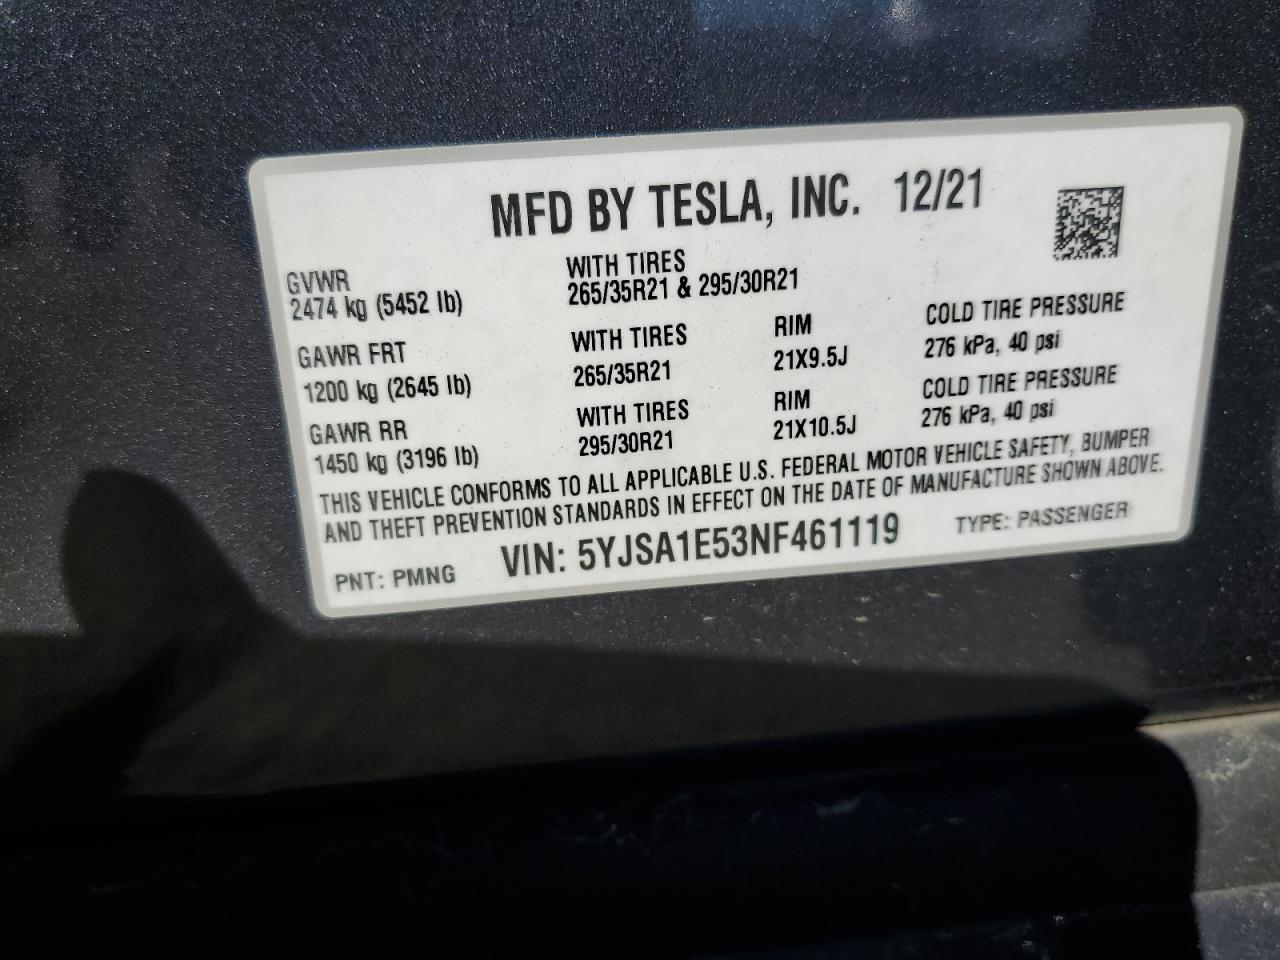 MFD BY TESLA, INC. 12/21
GVWR
2474 kg (5452 lb)
WITH TIRES
265/35R21 & 295/30R21
GAWR FRT
1200 kg (2645 lb)
WITH TIRES
265/35R21
RIM
21X9.5J
COLD TIRE PRESSURE
276 kPa, 40 psi
GAWR RR
1450 kg (3196 lb)
WITH TIRES
295/30R21
RIM
21X10.5J
COLD TIRE PRESSURE
276 kPa, 40 psi
THIS VEHICLE CONFORMS TO ALL APPLICABLE U.S. FEDERAL MOTOR VEHICLE SAFETY, BUMPER
AND THEFT PREVENTION STANDARDS IN EFFECT ON THE DATE OF MANUFACTURE SHOWN ABOVE.
PNT: PMNG VIN: 5YJSA1E53NF461119 TYPE: PASSENGER